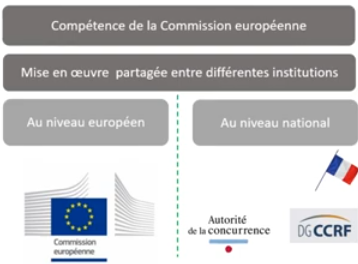 Compétence de la Commission européenne
Mise en œuvre partagée entre différentes institutions
Au niveau européen
Au niveau national
Commission
européenne
Autorité
de la concurrence
DGCCRF